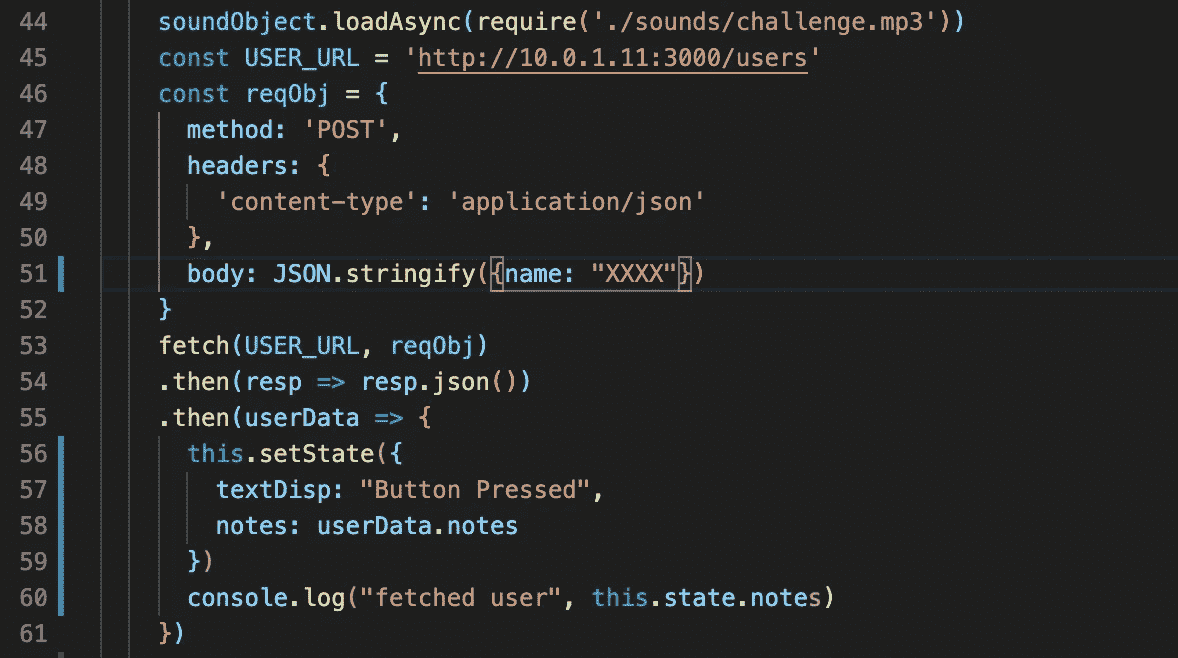 44 soundObject.loadAsync(require('./sounds/challenge.mp3'))
45 const USER_URL = 'http://10.0.1.11:3000/users'
46 const reqObj = {
47 method: 'POST',
48 headers: {
49 'content-type': 'application/json'
50 },
51 body: JSON.stringify({name: "XXXX"})
52 }
53 fetch(USER_URL, reqObj)
54 .then(resp => resp.json())
55 .then(userData => {
56 this.setState({
57 textDisp: "Button Pressed",
58 notes: userData.notes
59 })
60 console.log("fetched user", this.state.notes)
61 })